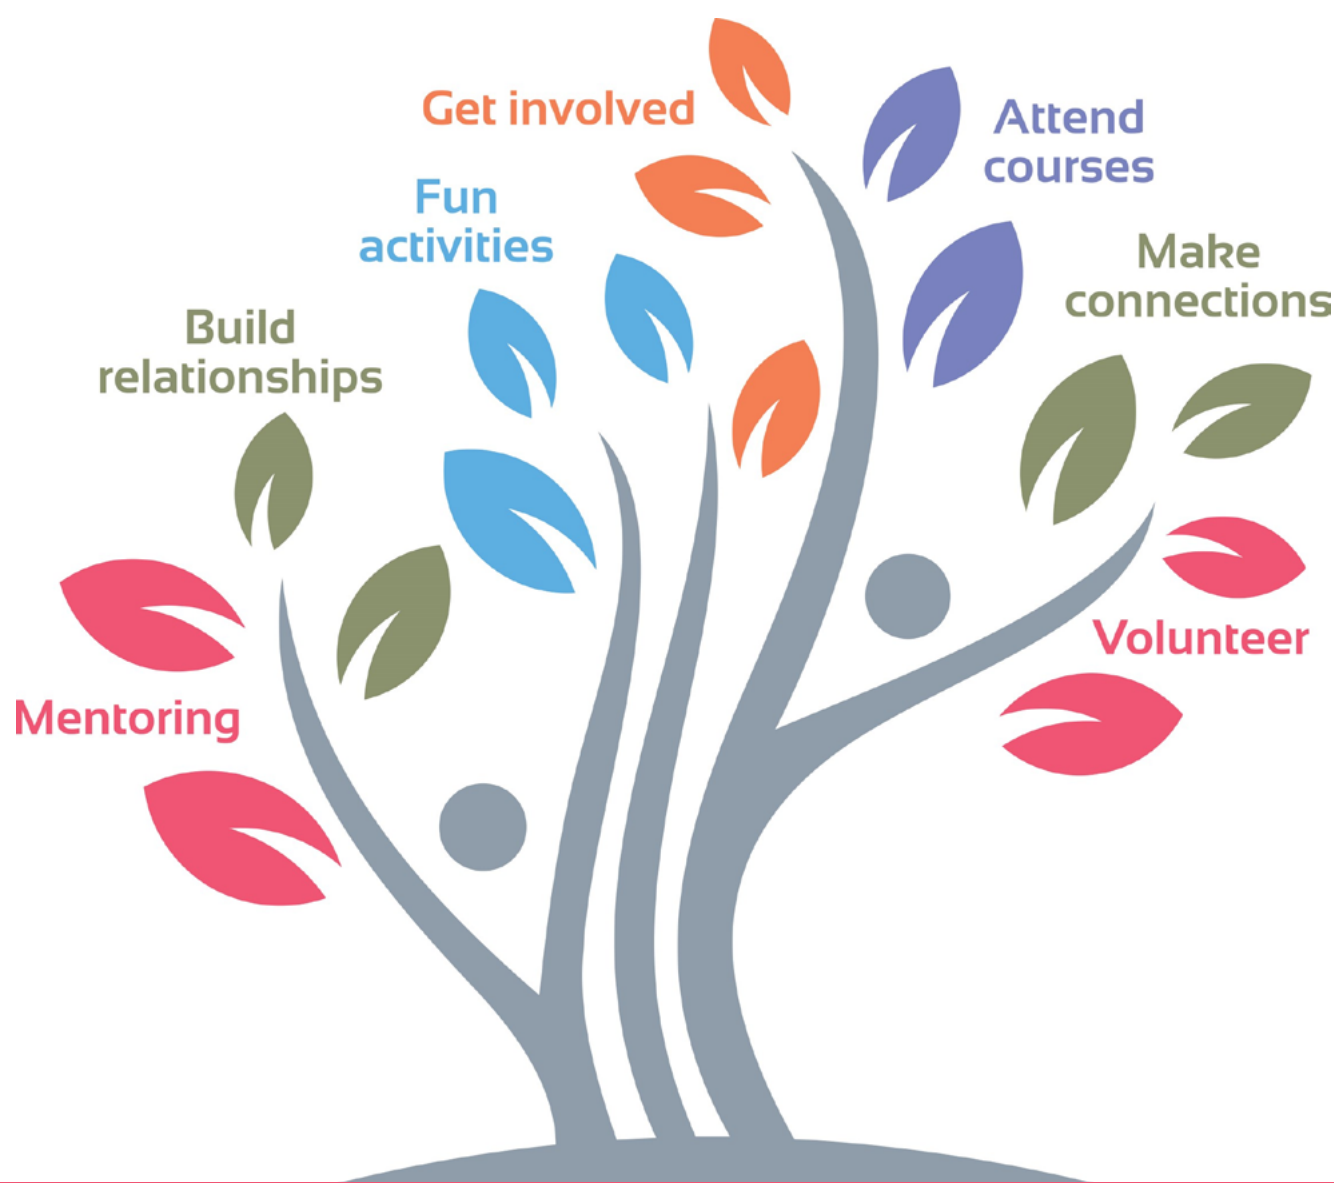 Get involved
Attend
courses
Fun
activities
Make
connections
Build
relationships
Volunteer
Mentoring